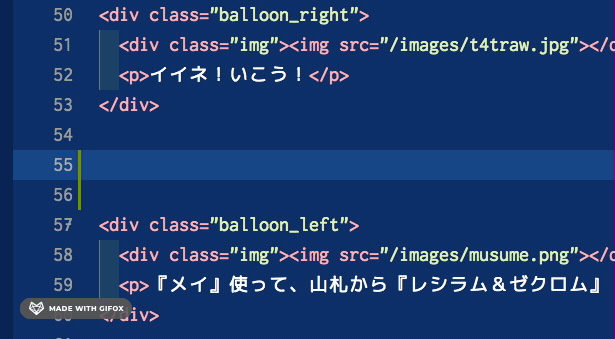 50 <div class="balloon_right">
51 <div class="img"><img src="/images/t4traw.jpg"></
52 <p>イイネ！いこう！</p>
53 </div>
54
55
56
57 <div class="balloon_left">
58 <div class="img"><img src="/images/musume.png"></
59 <p>『メイ』使って、山札から『レシラム＆ゼクロム』
</div>
MADE WITH GIFOX